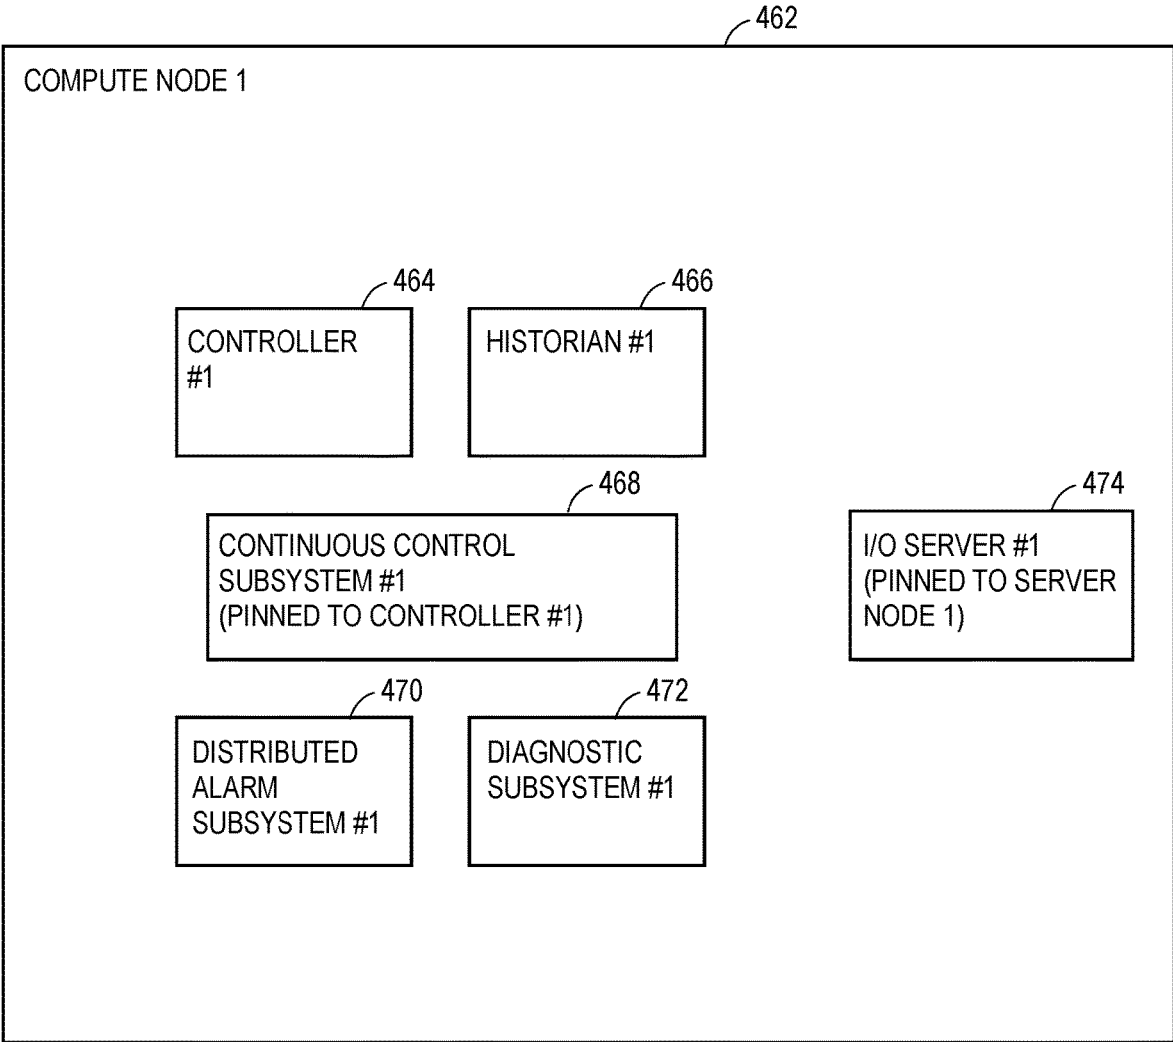 462
COMPUTE NODE 1
464
466
CONTROLLER
#1
HISTORIAN #1
468
474
CONTINUOUS CONTROL
SUBSYSTEM #1
(PINNED TO CONTROLLER #1)
I/O SERVER #1
(PINNED TO SERVER
NODE 1)
470
472
DISTRIBUTED
ALARM
SUBSYSTEM #1
DIAGNOSTIC
SUBSYSTEM #1